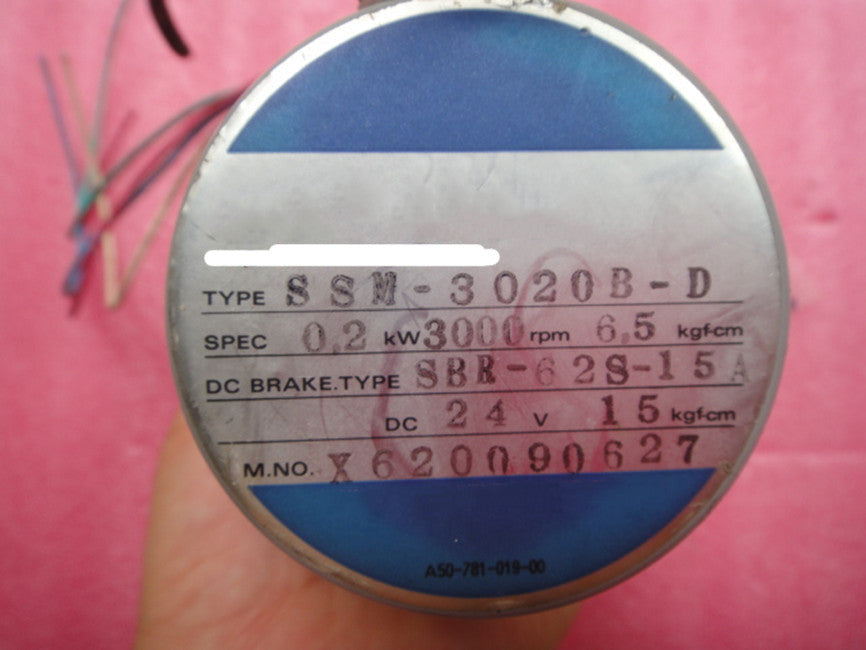 TYPE SSM-3020B-D
SPEC 0.2 kW 3000 rpm 6.5 kgf-cm
DC BRAKE.TYPE SBR-62S-15A
DC 24 V 15 kgf-cm
M.NO. X620090627
A50-781-019-00